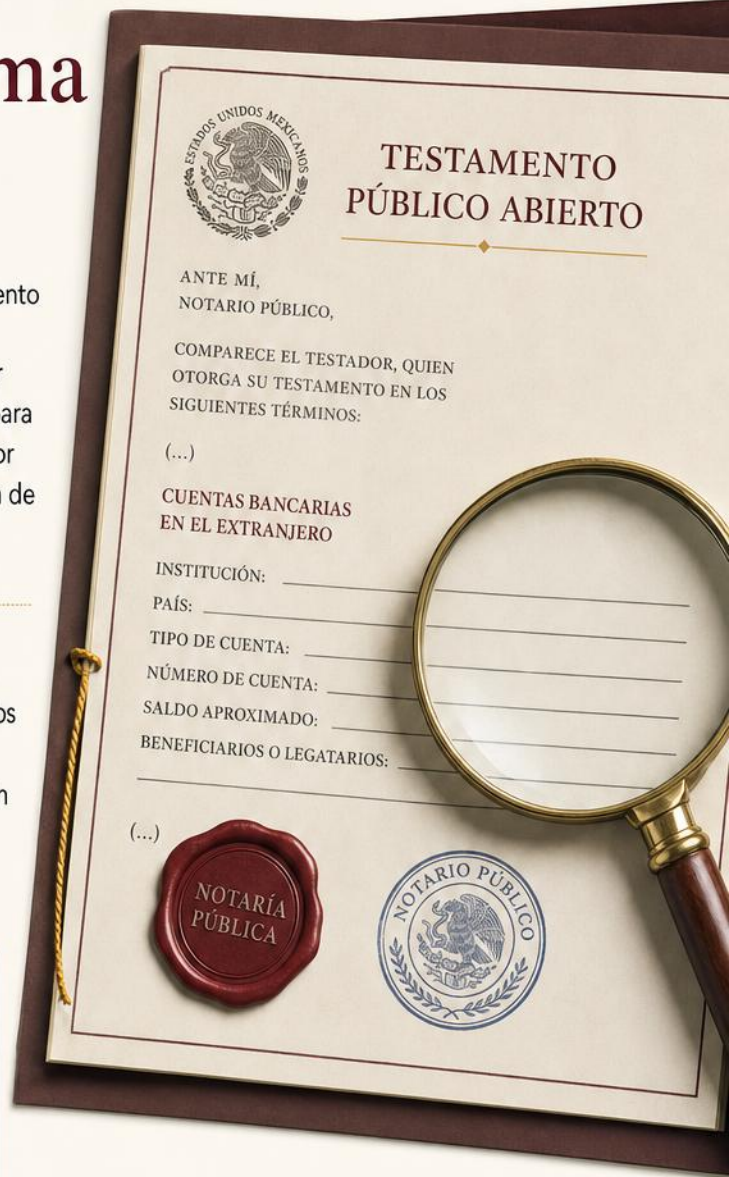 ma
ento
r
para
or
n de
os
n
ESTADOS UNIDOS MEXICANOS
TESTAMENTO
PÚBLICO ABIERTO
ANTE MÍ,
NOTARIO PÚBLICO,
COMPARECE EL TESTADOR, QUIEN
OTORGA SU TESTAMENTO EN LOS
SIGUIENTES TÉRMINOS:
(...)
CUENTAS BANCARIAS
EN EL EXTRANJERO
INSTITUCIÓN:
PAÍS:
TIPO DE CUENTA:
NÚMERO DE CUENTA:
SALDO APROXIMADO:
BENEFICIARIOS O LEGATARIOS:
(...)
NOTARÍA
PÚBLICA
NOTARIO PÚBLICO